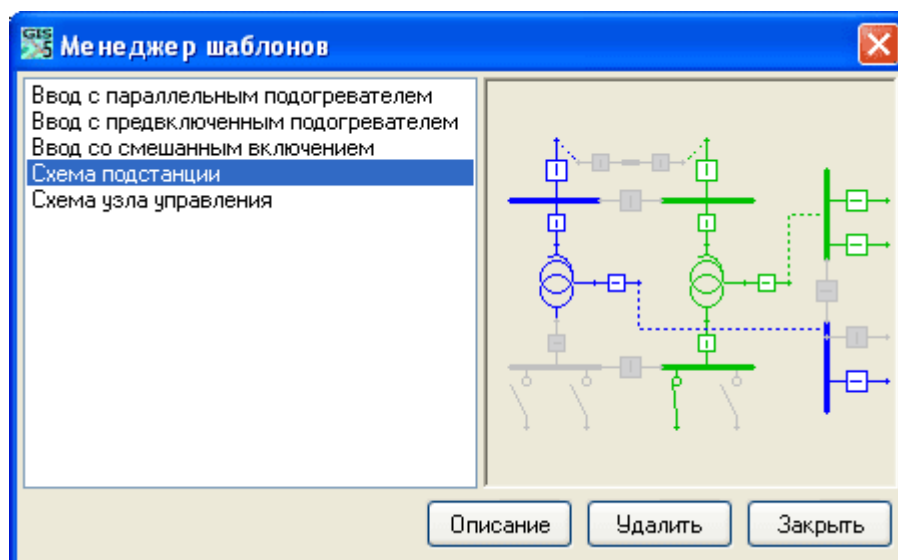 GIS 5 Менеджер шаблонов
Ввод с параллельным подогревателем
Ввод с предвключенным подогревателем
Ввод со смешанным включением
Схема подстанции
Схема узла управления
Описание Удалить Закрыть